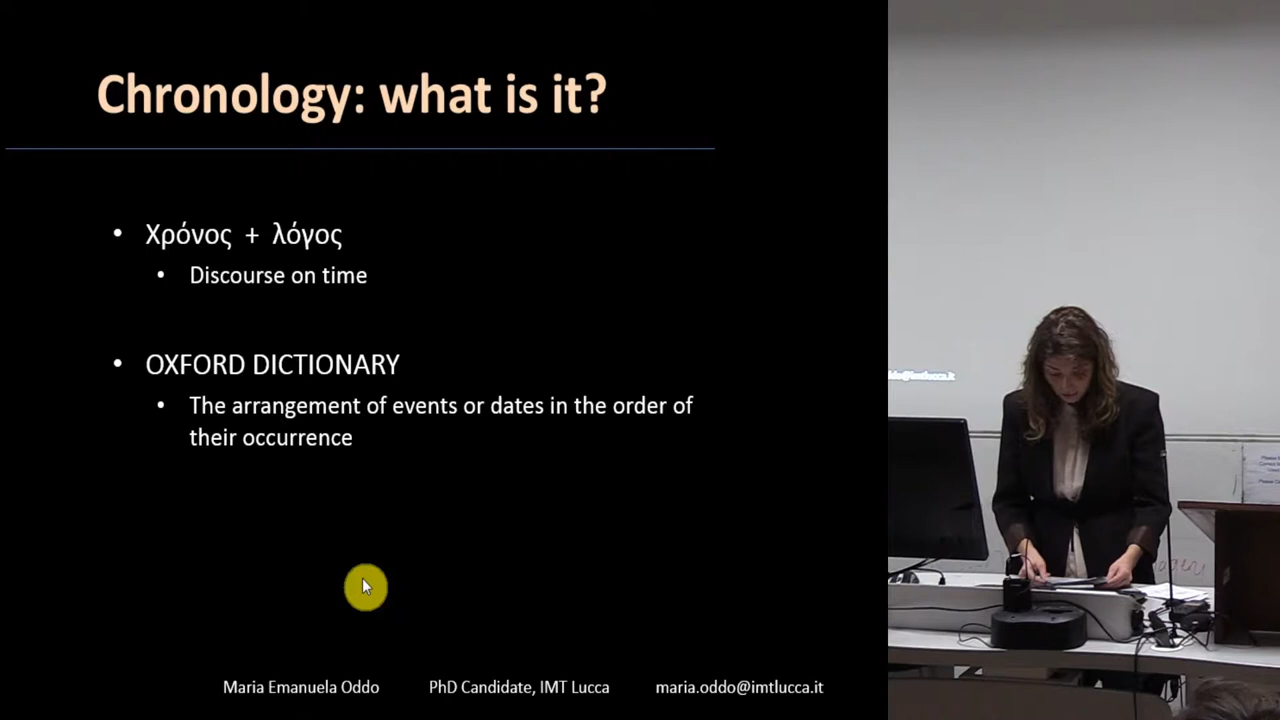 Chronology: what is it?
• Χρόνος + λόγος
• Discourse on time
• OXFORD DICTIONARY
• The arrangement of events or dates in the order of
their occurrence
Maria Emanuela Oddo PhD Candidate, IMT Lucca maria.oddo@imtlucca.it